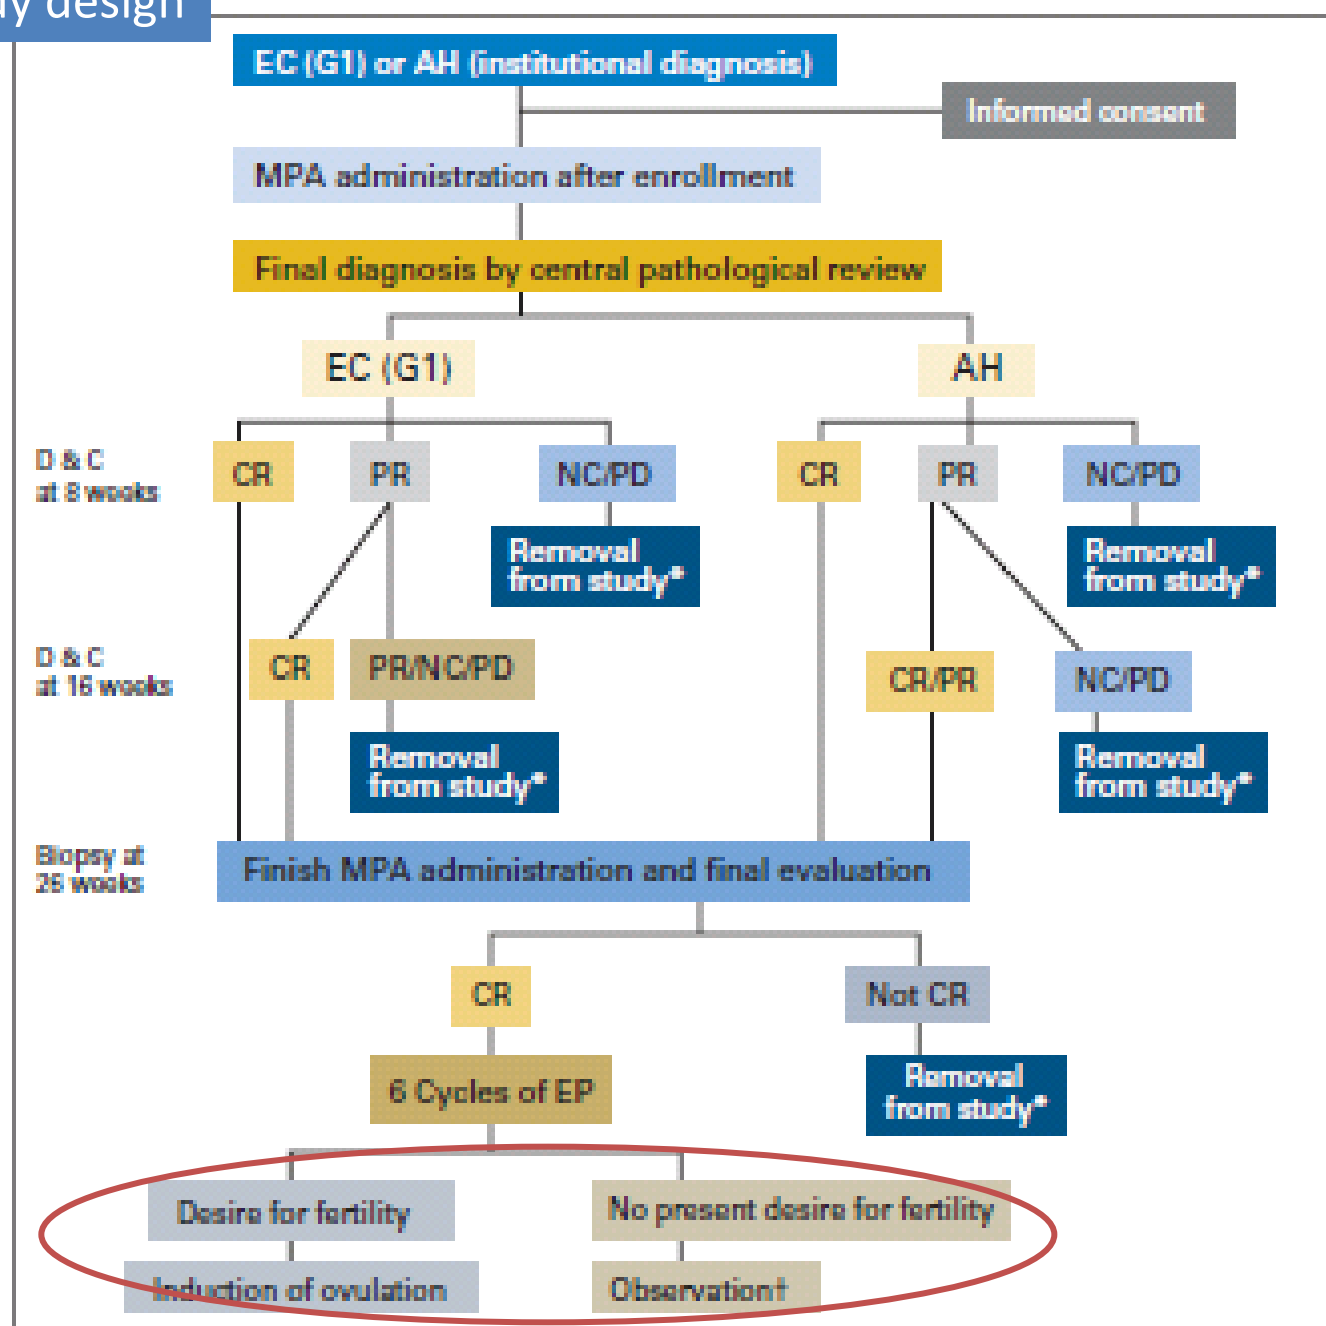 y design
EC (G1) or AH (institutional diagnosis)
Informed consent
MPA administration after enrollment
Final diagnosis by central pathological review
EC (G1)
AH
D & C
at 8 weeks
CR
PR
NC/PD
CR
PR
NC/PD
Removal
from study*
Removal
from study*
D & C
at 16 weeks
CR
PR/NC/PD
CR/PR
NC/PD
Removal
from study*
Removal
from study*
Biopsy at
26 weeks
Finish MPA administration and final evaluation
CR
Not CR
6 Cycles of EP
Removal
from study*
Desire for fertility
No present desire for fertility
Induction of ovulation
Observation†